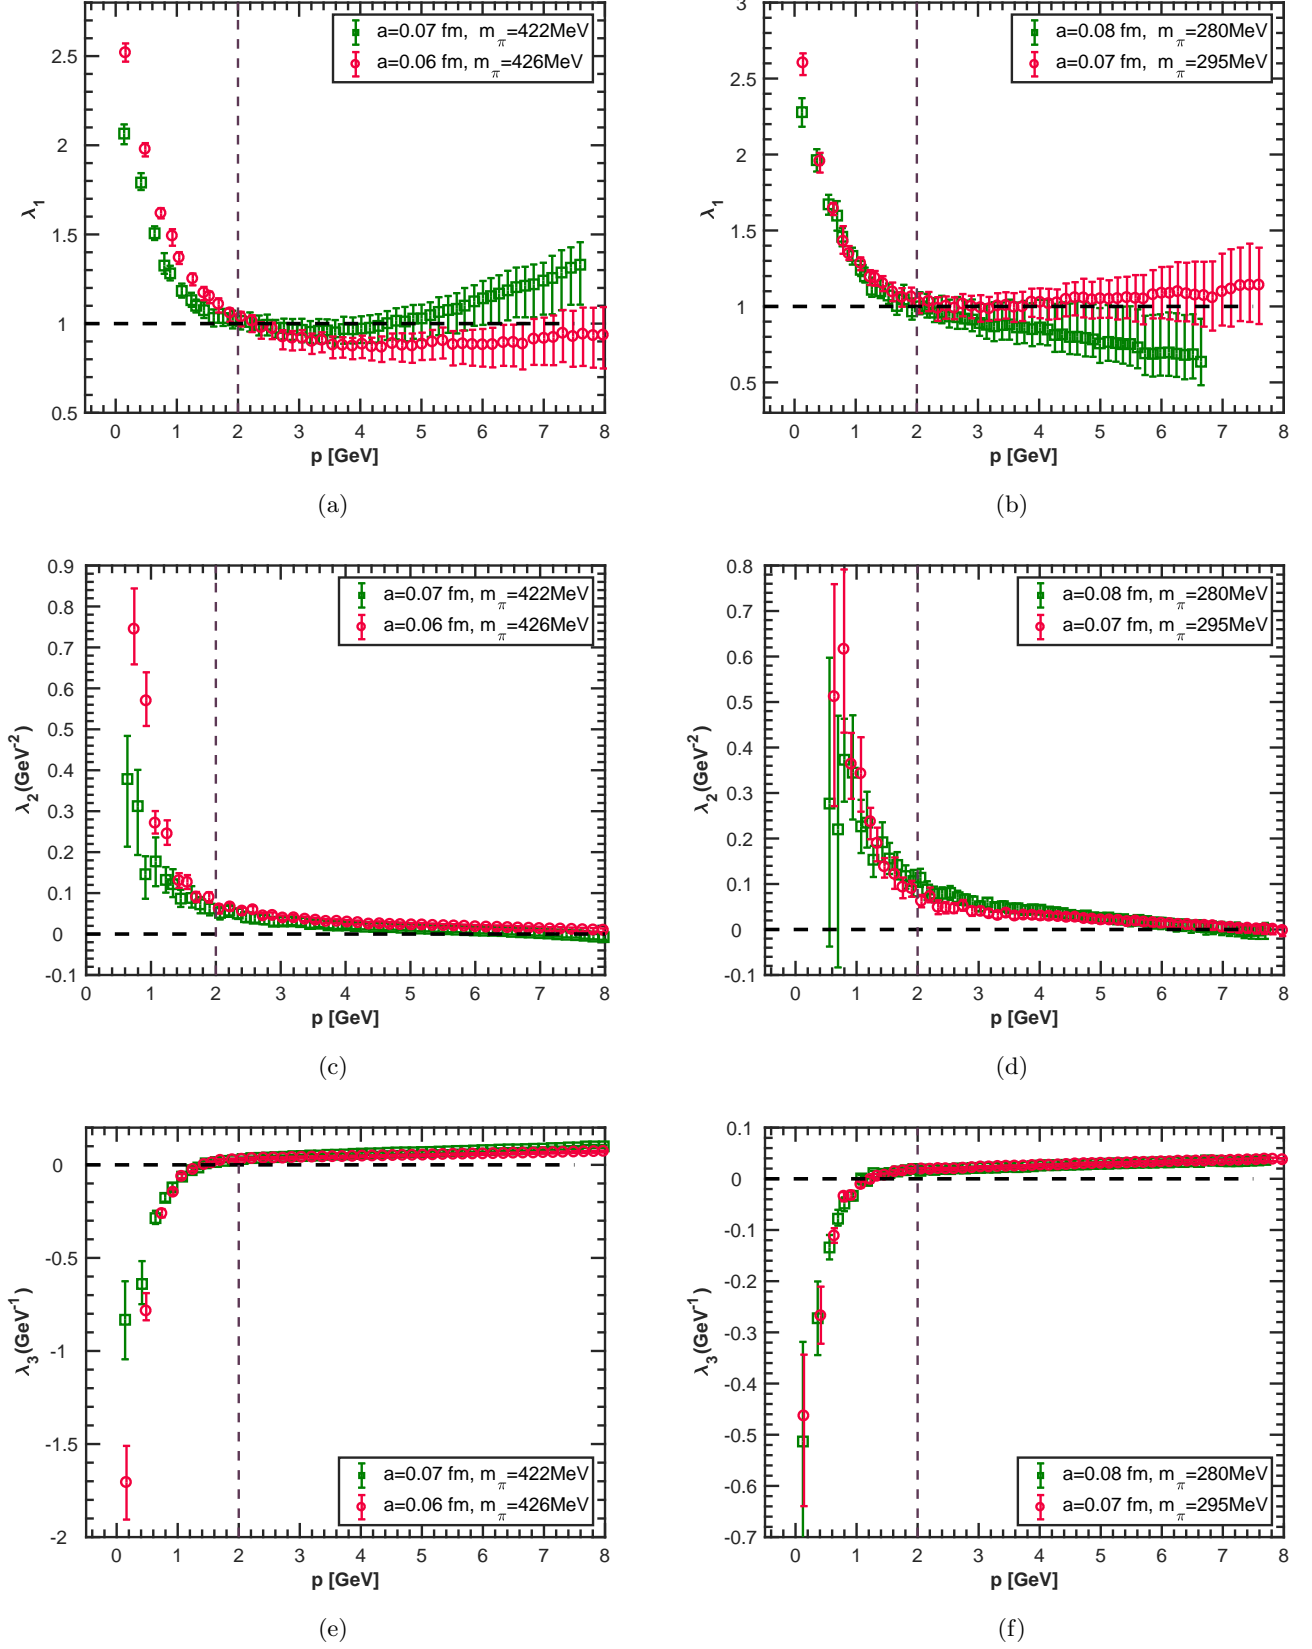 a=0.07 fm, m_π=422MeV
a=0.06 fm, m_π=426MeV
2.5
2
1.5
1
0.5
λ1
0 1 2 3 4 5 6 7 8
p [GeV]
(a)
a=0.08 fm, m_π=280MeV
a=0.07 fm, m_π=295MeV
3
2.5
2
1.5
1
0.5
λ1
0 1 2 3 4 5 6 7 8
p [GeV]
(b)
a=0.07 fm, m_π=422MeV
a=0.06 fm, m_π=426MeV
0.9
0.8
0.7
0.6
0.5
0.4
0.3
0.2
0.1
0
-0.1
λ2(GeV-2)
0 1 2 3 4 5 6 7 8
p [GeV]
(c)
a=0.08 fm, m_π=280MeV
a=0.07 fm, m_π=295MeV
0.8
0.7
0.6
0.5
0.4
0.3
0.2
0.1
0
-0.1
λ2(GeV-2)
0 1 2 3 4 5 6 7 8
p [GeV]
(d)
0
-0.5
-1
-1.5
-2
λ3(GeV-1)
a=0.07 fm, m_π=422MeV
a=0.06 fm, m_π=426MeV
0 1 2 3 4 5 6 7 8
p [GeV]
(e)
0.1
0
-0.1
-0.2
-0.3
-0.4
-0.5
-0.6
-0.7
λ3(GeV-1)
a=0.08 fm, m_π=280MeV
a=0.07 fm, m_π=295MeV
0 1 2 3 4 5 6 7 8
p [GeV]
(f)